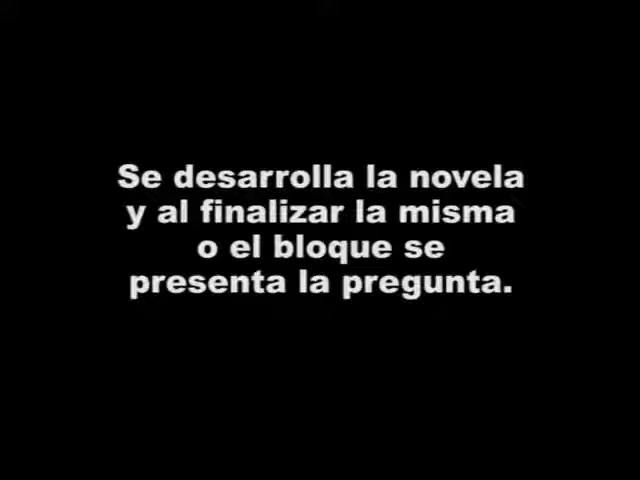 Se desarrolla la novela
y al finalizar la misma
o el bloque se
presenta la pregunta.